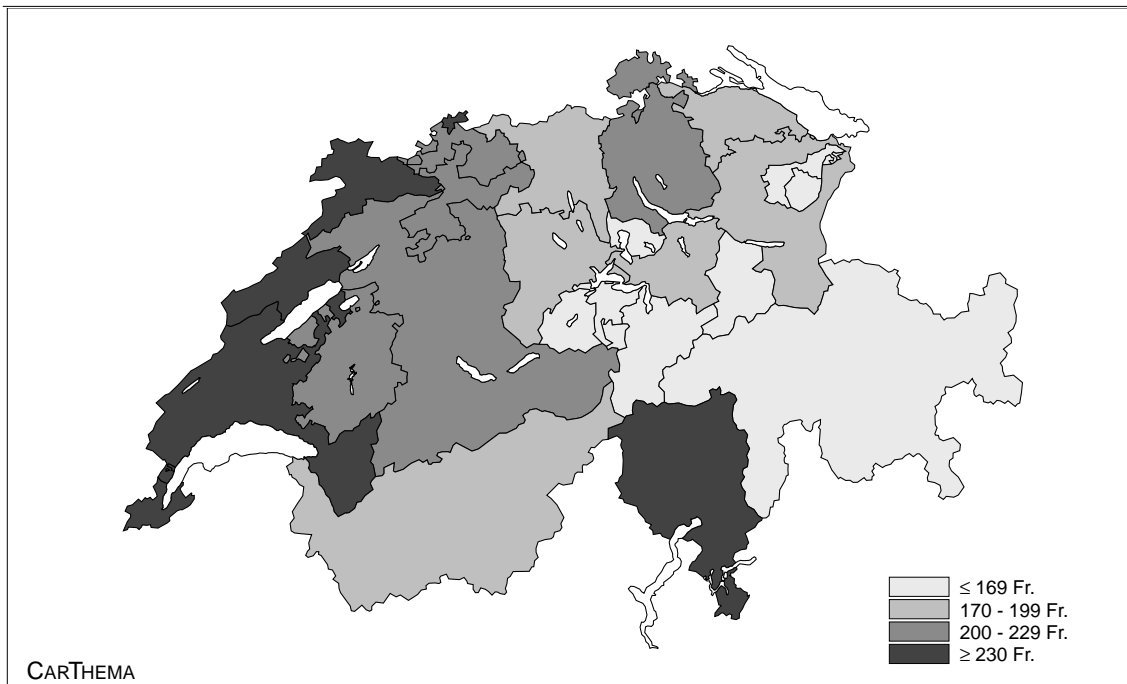 ≤ 169 Fr.
170 - 199 Fr.
200 - 229 Fr.
≥ 230 Fr.
CARTHEMA